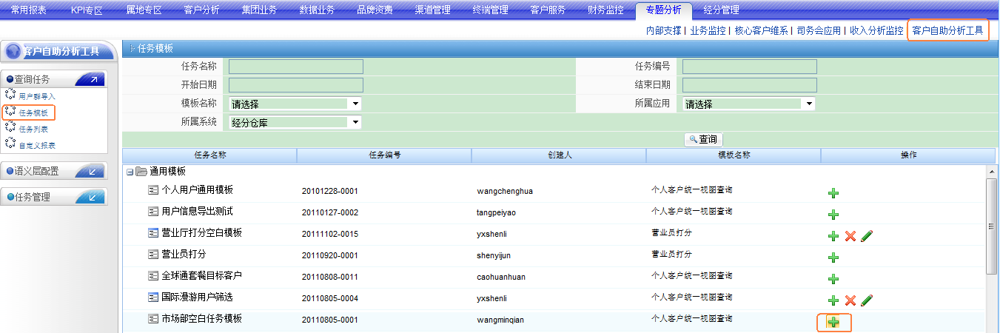 常用报表 KPI专区 属地专区 客户分析 集团业务 数据业务 品牌资费 渠道管理 终端管理 客户服务 财务监控 专题分析 经分管理
内部支撑 | 业务监控 | 核心客户维系 | 司务会应用 | 收入分析监控 客户自助分析工具
客户自助分析工具
查询任务
用户群导入
任务模板
任务列表
自定义报表
语义层配置
任务管理
任务模板
任务名称 任务编号
开始日期 结束日期
模板名称 请选择 所属应用 请选择
所属系统 经分仓库
查询
任务名称 任务编号 创建人 模板名称 操作
通用模板
个人用户通用模板 20101228-0001 wangchenghua 个人客户统一视图查询
用户信息导出测试 20110127-0002 tangpeiyao 个人客户统一视图查询
营业厅打分空白模板 20111102-0015 yxshenli 营业员打分
营业员打分 20110920-0001 shenyijun 营业员打分
全球通套餐目标客户 20110808-0011 caohuanhuan 个人客户统一视图查询
国际漫游用户筛选 20110805-0004 yxshenli 个人客户统一视图查询
市场部空白任务模板 20110805-0001 wangminqian 个人客户统一视图查询